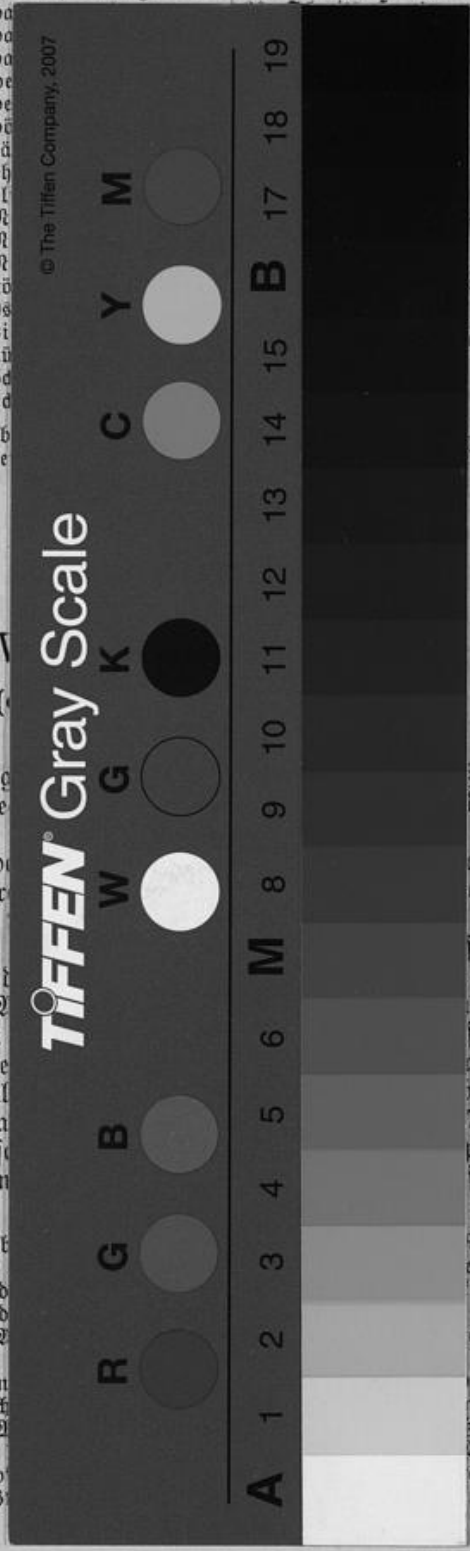 © The Tiffen Company, 2007
TIFFEN® Gray Scale
R G B W G K C Y M
A 1 2 3 4 5 6 M 8 9 10 11 12 13 14 15 B 17 18 19